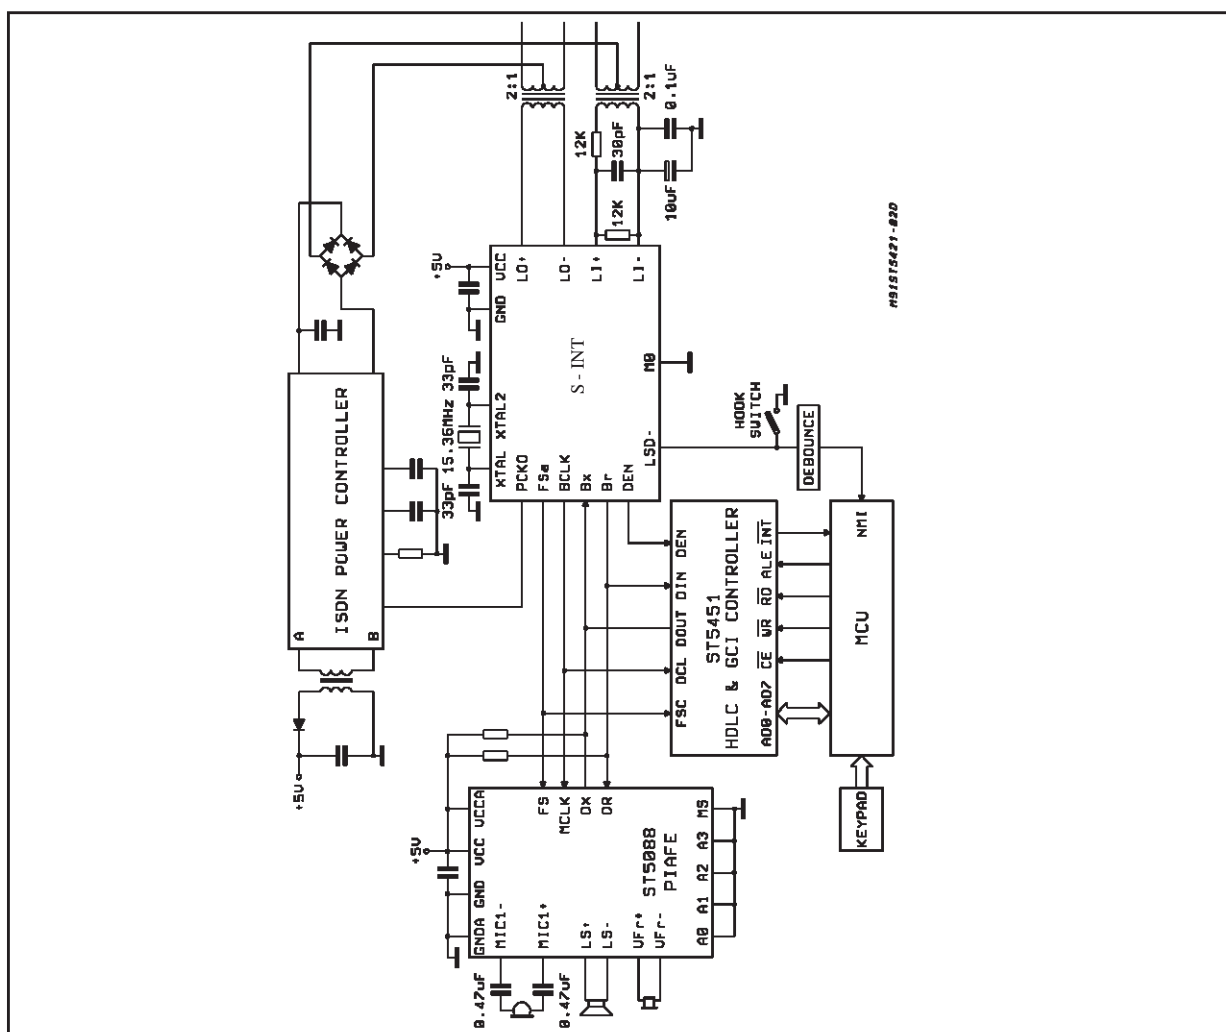 2:1
2:1
0.1uF
12K
30pF
12K
10uF
M91ST5421-02D
+5V
VCC
LO+
LO-
LI+
LI-
GND
S - INT
M0
33pF
15.36MHz
33pF
XTAL2
XTAL
PCKO
FSa
BCLK
Bx
Br
DEN
LSD-
HOOK
SWITCH
DEBOUNCE
ISDN POWER CONTROLLER
A
B
+5V
DEN
DIN
DOUT
DCL
FSC
ST5451
HDLC & GCI CONTROLLER
INT
ALE
RD
WR
CE
AD0-AD7
NMI
MCU
KEYPAD
+5V
VCCA
VCC
GND
GNDA
FS
MCLK
DX
DR
MS
A3
A2
A1
A0
ST5088
PIAFE
MIC1-
MIC1+
LS+
LS-
VFr+
VFr-
0.47uF
0.47uF